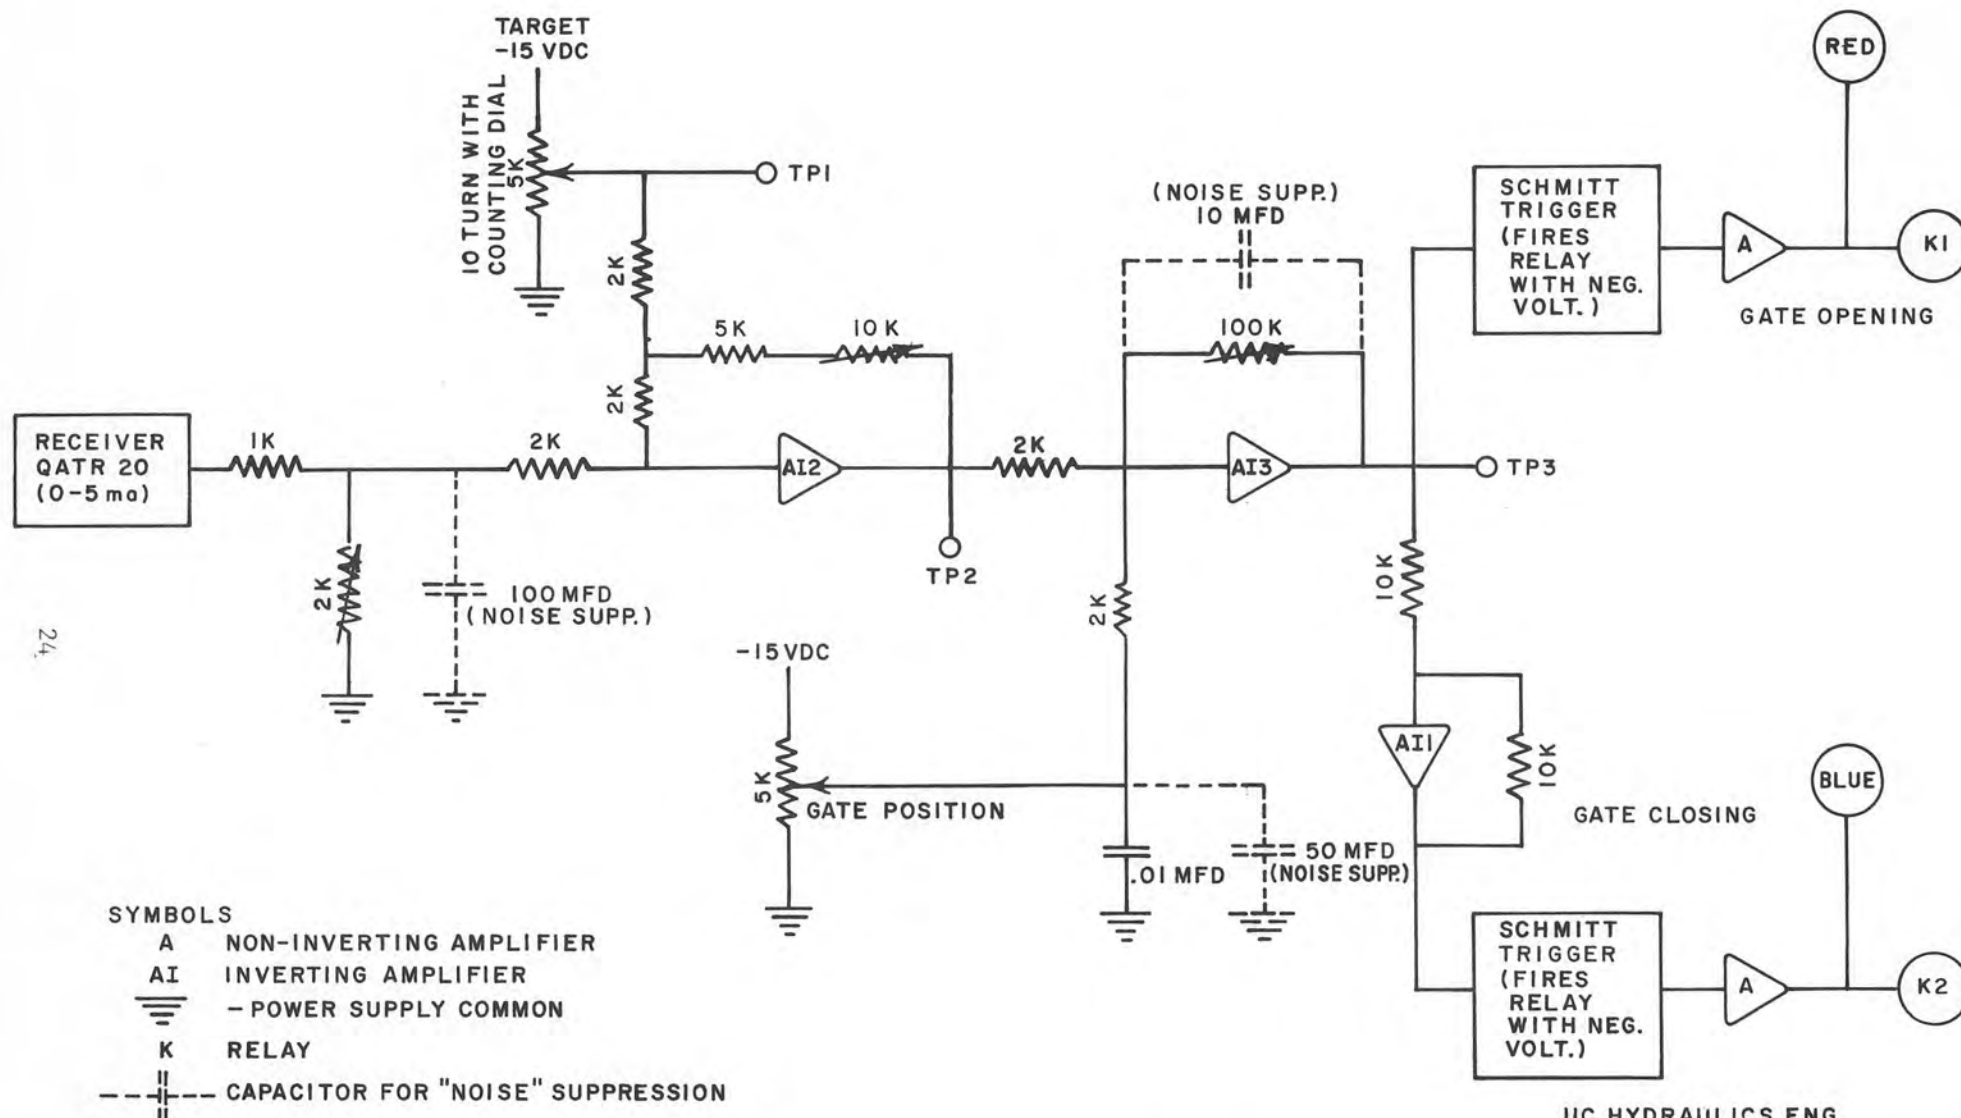 TARGET
-15 VDC
10 TURN WITH
COUNTING DIAL
5K
TP1
2K
5K
10K
2K
RECEIVER
QATR 20
(0-5 ma)
1K
2K
AI2
2K
100 MFD
(NOISE SUPP.)
TP2
2K
(NOISE SUPP.)
10 MFD
100K
AI3
TP3
2K
-15 VDC
5K
GATE POSITION
.01 MFD
50 MFD
(NOISE SUPP.)
RED
SCHMITT
TRIGGER
(FIRES
RELAY
WITH NEG.
VOLT.)
A
K1
GATE OPENING
10K
AI1
10K
GATE CLOSING
BLUE
SCHMITT
TRIGGER
(FIRES
RELAY
WITH NEG.
VOLT.)
A
K2
24
SYMBOLS
A NON-INVERTING AMPLIFIER
AI INVERTING AMPLIFIER
- POWER SUPPLY COMMON
K RELAY
CAPACITOR FOR "NOISE" SUPPRESSION
UC HYDRAULICS ENG